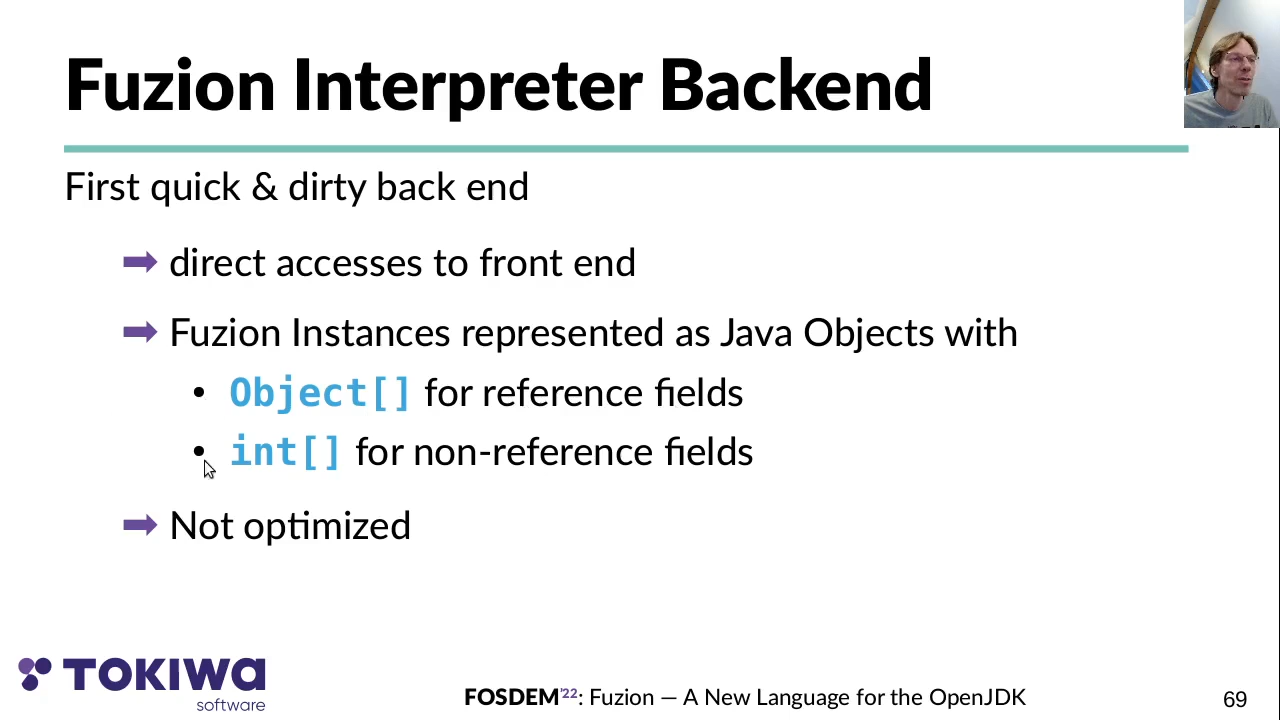 Fuzion Interpreter Backend
First quick & dirty back end
➡ direct accesses to front end
➡ Fuzion Instances represented as Java Objects with
• Object[] for reference fields
• int[] for non-reference fields
➡ Not optimized
TOKIWA
software
FOSDEM'22: Fuzion — A New Language for the OpenJDK
69